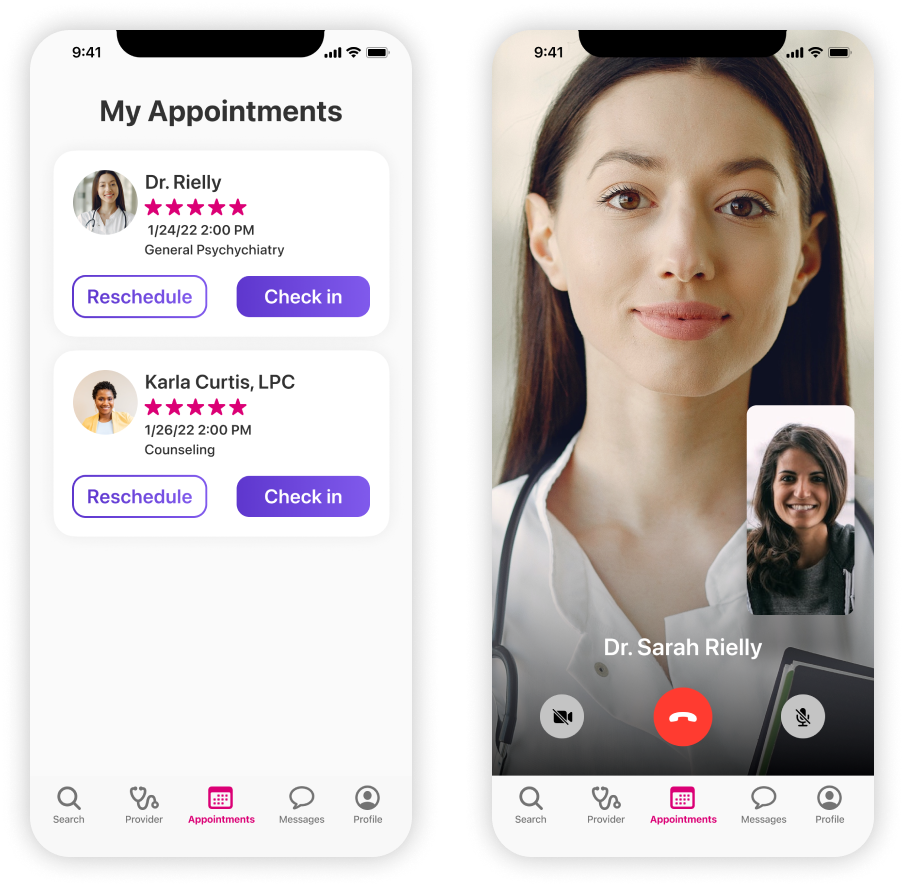 9:41
My Appointments
Dr. Rielly
1/24/22 2:00 PM
General Psychychiatry
Reschedule
Check in
Karla Curtis, LPC
1/26/22 2:00 PM
Counseling
Reschedule
Check in
Search
Provider
Appointments
Messages
Profile
9:41
Dr. Sarah Rielly
Search
Provider
Appointments
Messages
Profile